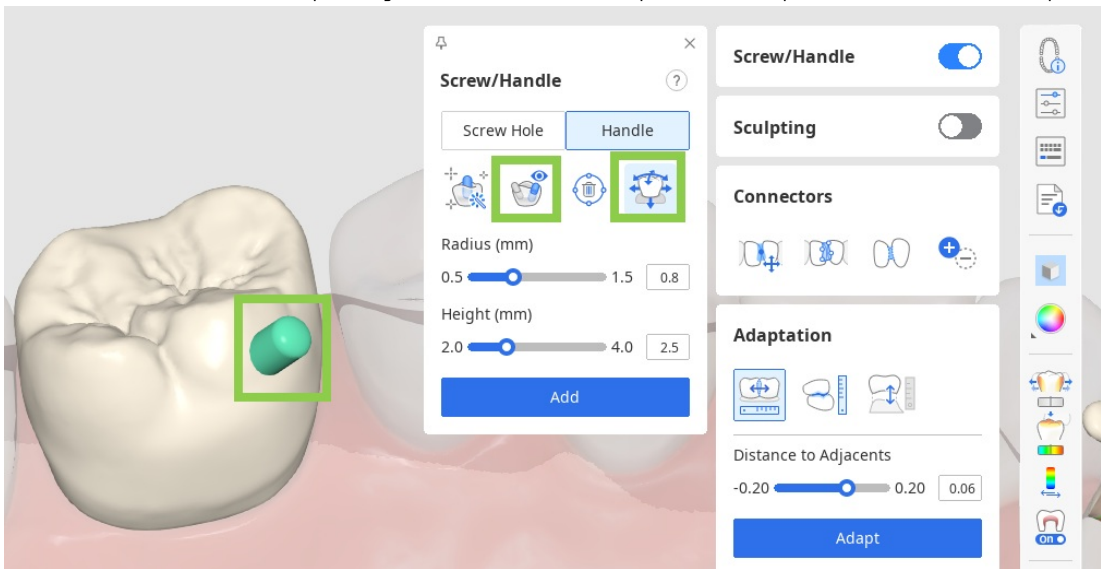 Screw/Handle
?
Screw Hole
Handle
Radius (mm)
0.5
1.5
0.8
Height (mm)
2.0
4.0
2.5
Add
Screw/Handle
Sculpting
Connectors
Adaptation
Distance to Adjacents
-0.20
0.20
0.06
Adapt
On